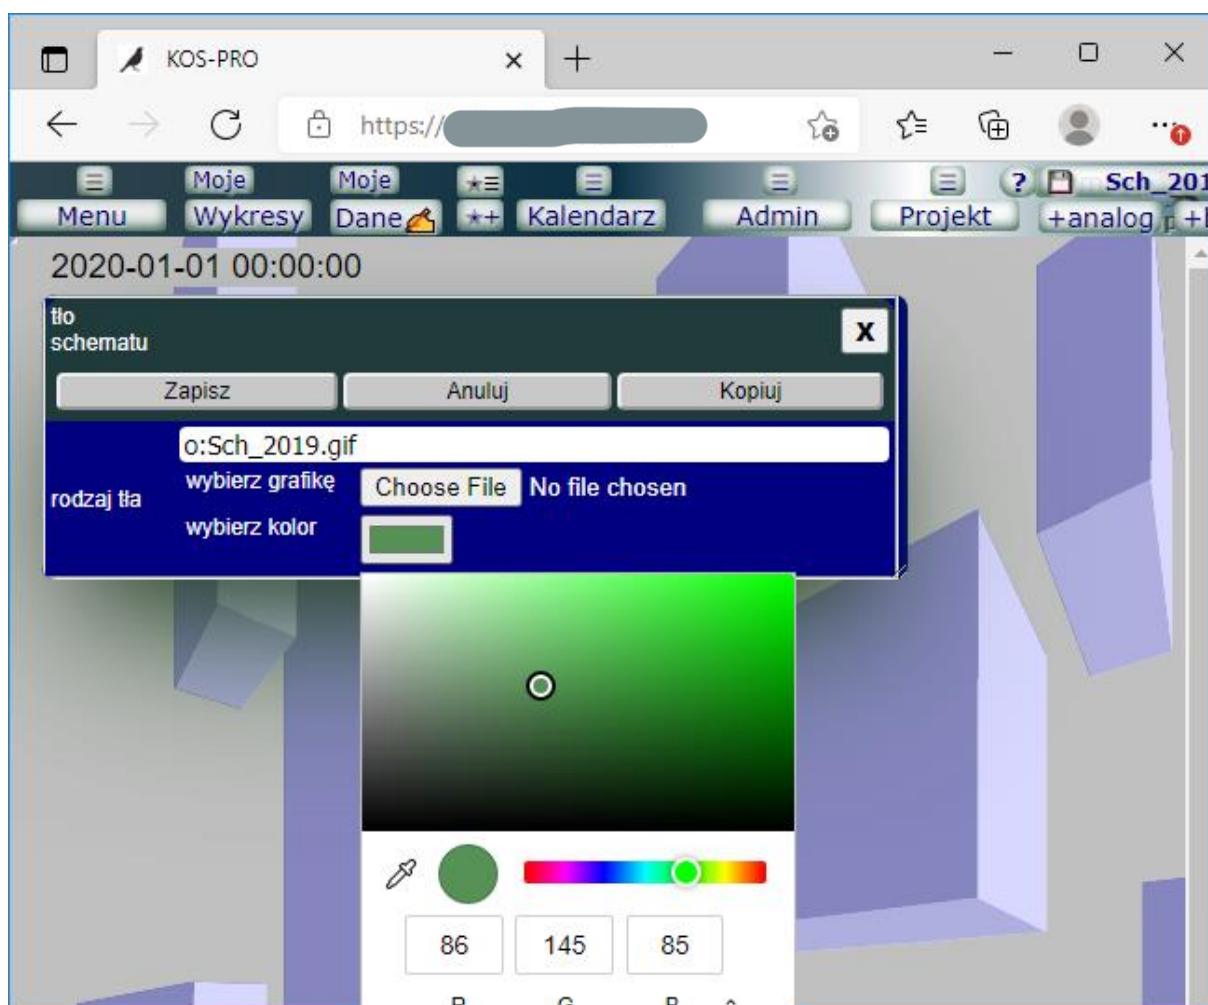 KOS-PRO
https://
Moje Moje ? Sch_201
Menu Wykresy Dane Kalendarz Admin Projekt +analog
2020-01-01 00:00:00
tło
schematu
X
Zapisz Anuluj Kopiuj
o:Sch_2019.gif
rodzaj tła
wybierz grafikę Choose File No file chosen
wybierz kolor
86 145 85
R G B